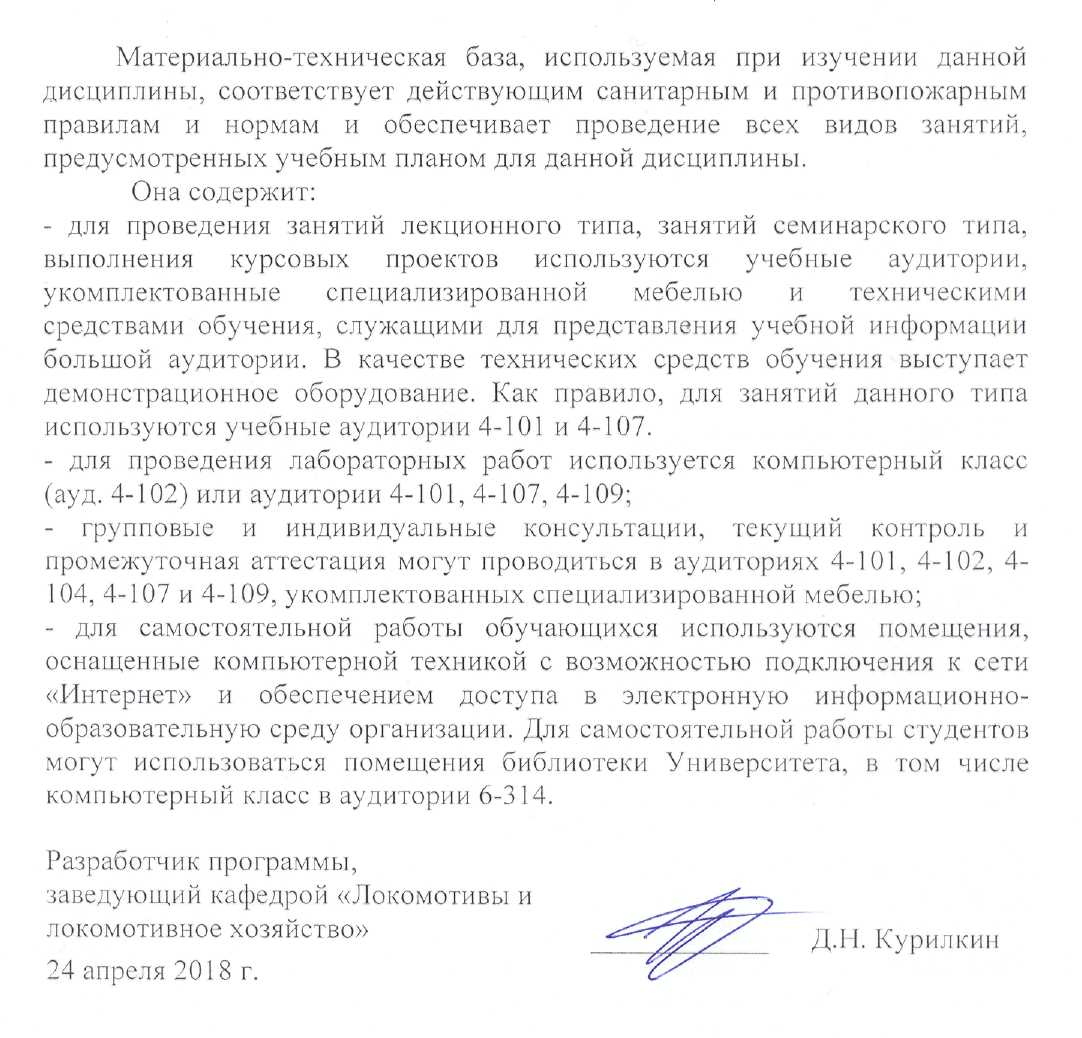 Материально-техническая база, используемая при изучении данной
дисциплины, соответствует действующим санитарным и противопожарным
правилам и нормам и обеспечивает проведение всех видов занятий,
предусмотренных учебным планом для данной дисциплины.
Она содержит:
- для проведения занятий лекционного типа, занятий семинарского типа,
выполнения курсовых проектов используются учебные аудитории,
укомплектованные специализированной мебелью и техническими
средствами обучения, служащими для представления учебной информации
большой аудитории. В качестве технических средств обучения выступает
демонстрационное оборудование. Как правило, для занятий данного типа
используются учебные аудитории 4-101 и 4-107.
- для проведения лабораторных работ используется компьютерный класс
(ауд. 4-102) или аудитории 4-101, 4-107, 4-109;
- групповые и индивидуальные консультации, текущий контроль и
промежуточная аттестация могут проводиться в аудиториях 4-101, 4-102, 4-
104, 4-107 и 4-109, укомплектованных специализированной мебелью;
- для самостоятельной работы обучающихся используются помещения,
оснащенные компьютерной техникой с возможностью подключения к сети
«Интернет» и обеспечением доступа в электронную информационно-
образовательную среду организации. Для самостоятельной работы студентов
могут использоваться помещения библиотеки Университета, в том числе
компьютерный класс в аудитории 6-314.
Разработчик программы,
заведующий кафедрой «Локомотивы и
локомотивное хозяйство»
Д.Н. Курилкин
24 апреля 2018 г.